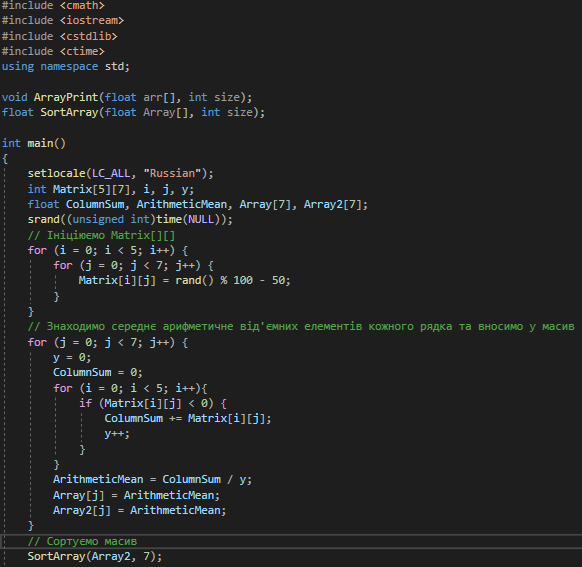 #include <cmath>
#include <iostream>
#include <cstdlib>
#include <ctime>
using namespace std;

void ArrayPrint(float arr[], int size);
float SortArray(float Array[], int size);

int main()
{
    setlocale(LC_ALL, "Russian");
    int Matrix[5][7], i, j, y;
    float ColumnSum, ArithmeticMean, Array[7], Array2[7];
    srand((unsigned int)time(NULL));
    // Ініціюємо Matrix[][]
    for (i = 0; i < 5; i++) {
        for (j = 0; j < 7; j++) {
            Matrix[i][j] = rand() % 100 - 50;
        }
    }
    // Знаходимо середнє арифметичне від'ємних елементів кожного рядка та вносимо у масив
    for (j = 0; j < 7; j++) {
        y = 0;
        ColumnSum = 0;
        for (i = 0; i < 5; i++){
            if (Matrix[i][j] < 0) {
                ColumnSum += Matrix[i][j];
                y++;
            }
        }
        ArithmeticMean = ColumnSum / y;
        Array[j] = ArithmeticMean;
        Array2[j] = ArithmeticMean;
    }
    // Сортуємо масив
    SortArray(Array2, 7);